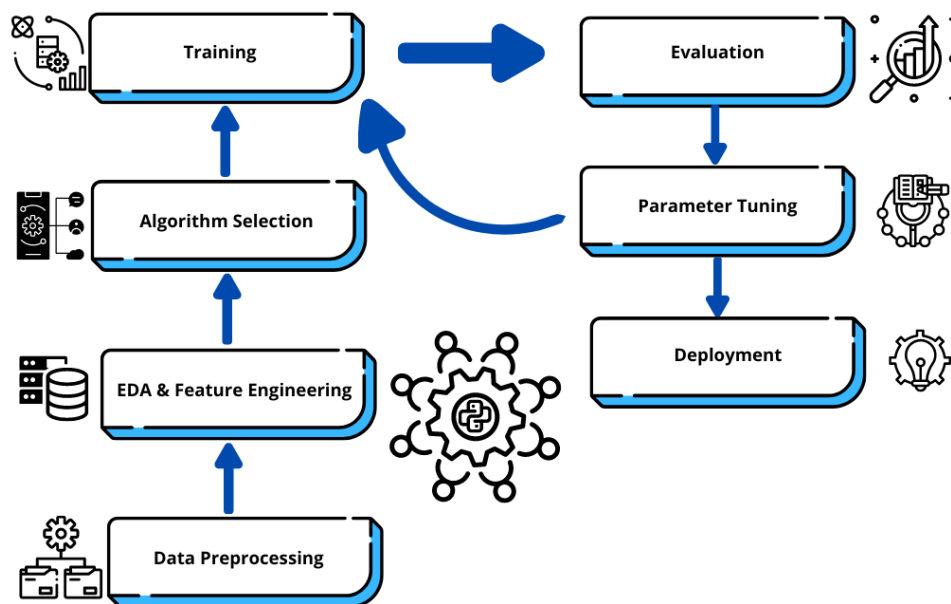 Training
Evaluation
Algorithm Selection
Parameter Tuning
EDA & Feature Engineering
Deployment
Data Preprocessing